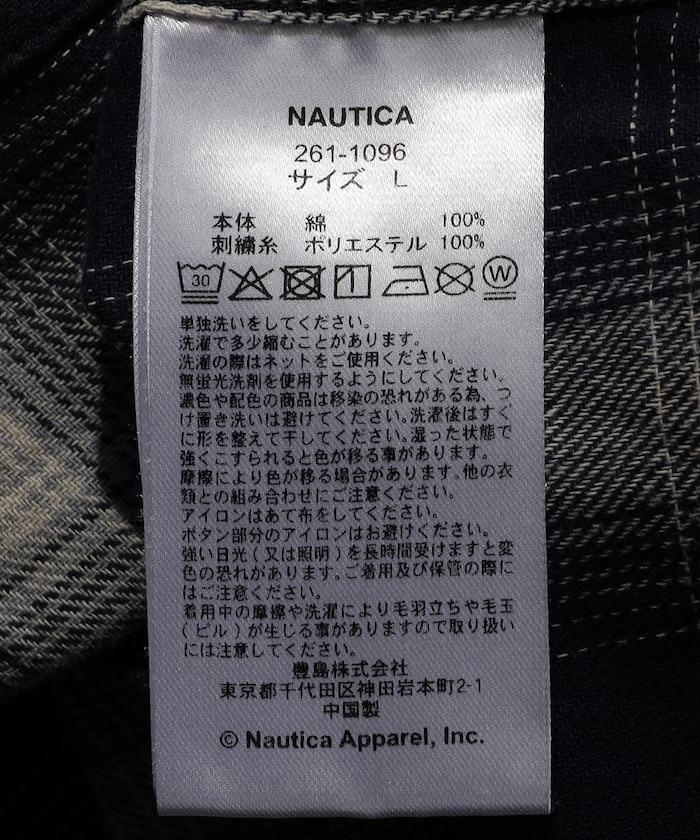 NAUTICA
261-1096
サイズ L
本体 綿 100%
刺繍糸 ポリエステル 100%
30 W
単独洗いをしてください。
洗濯で多少縮むことがあります。
洗濯の際はネットをご使用ください。
無蛍光洗剤を使用するようにしてください。
濃色や配色の商品は移染の恐れがある為、つ
け置き洗いは避けてください。洗濯後はすぐ
に形を整えて干してください。湿った状態で
強くこすられると色が移る事があります。
摩擦により色が移る場合があります。他の衣
類との組み合わせにご注意ください。
アイロンはあて布をしてください。
ボタン部分のアイロンはお避けください。
強い日光(又は照明)を長時間受けますと変
色の恐れがあります。ご着用及び保管の際に
はご注意ください。
着用中の摩擦や洗濯により毛羽立ちや毛玉
(ピル)が生じる事がありますので取り扱い
には注意してください。
豊島株式会社
東京都千代田区神田岩本町2-1
中国製
© Nautica Apparel, Inc.